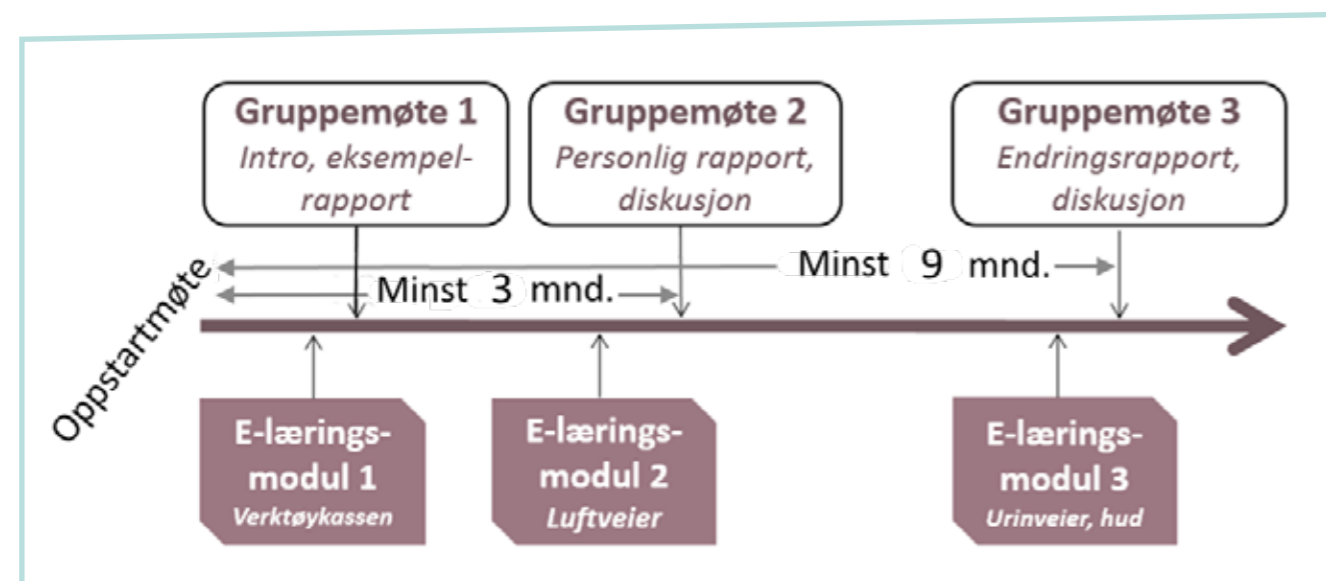 Gruppemøte 1
Intro, eksempel-
rapport
Gruppemøte 2
Personlig rapport,
diskusjon
Gruppemøte 3
Endringsrapport,
diskusjon
Oppstartmøte
Minst 9 mnd.
Minst 3 mnd.
E-lærings-
modul 1
Verktøykassen
E-lærings-
modul 2
Luftveier
E-lærings-
modul 3
Urinveier, hud